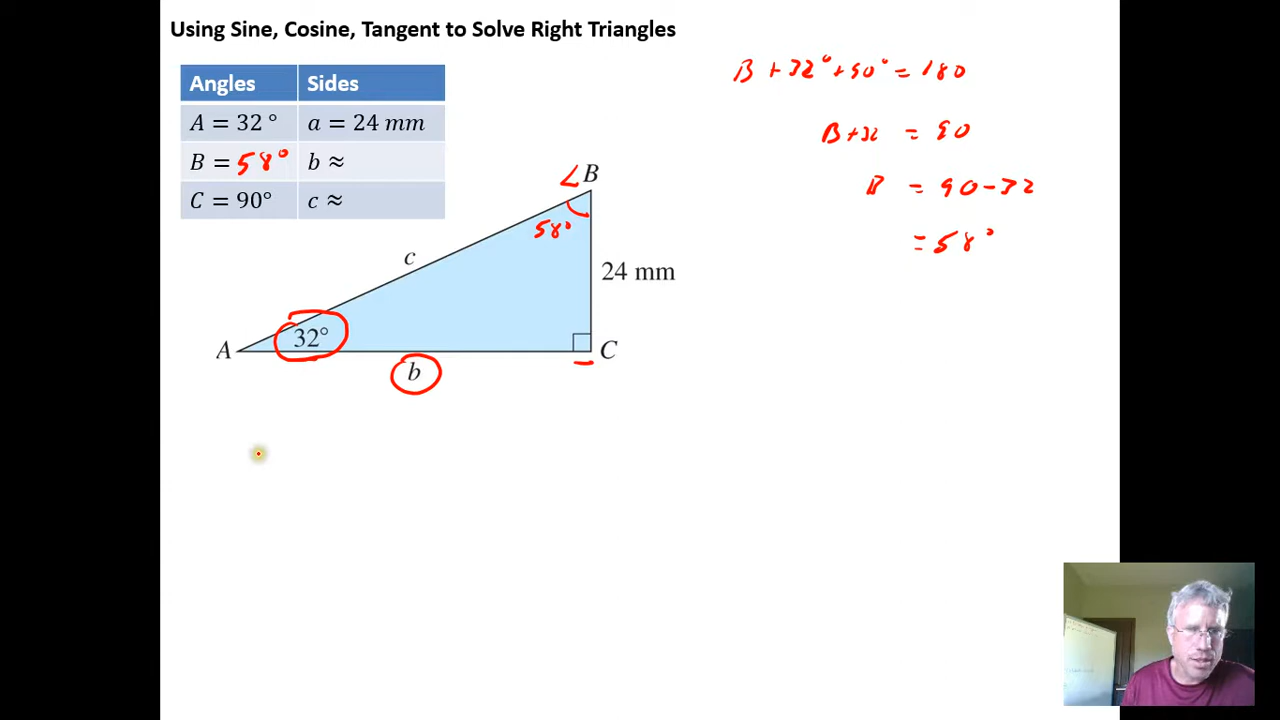 Using Sine, Cosine, Tangent to Solve Right Triangles
Angles Sides
A = 32 ° a = 24 mm
B = 58° b ≈
C = 90° c ≈
B + 32° + 90° = 180
B + 32 = 90
B = 90 - 32
= 58°
∠B
58°
c
24 mm
32°
A
C
b